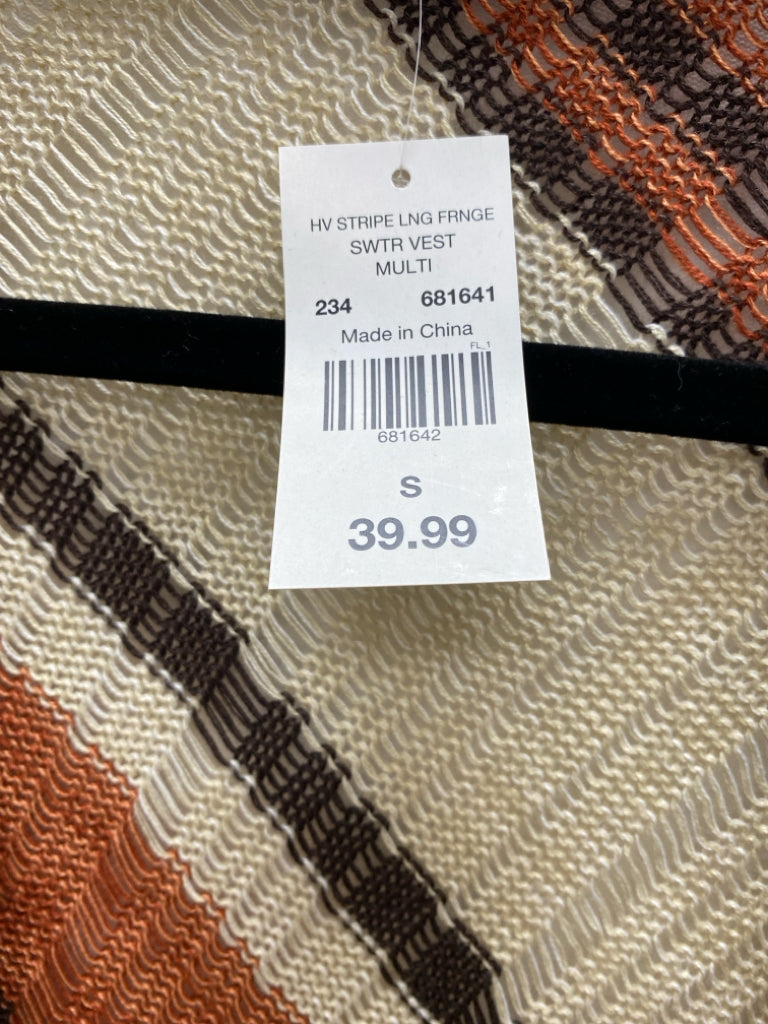 HV STRIPE LNG FRNGE
SWTR VEST
MULTI
234 681641
Made in China
FL_1
681642
S
39.99